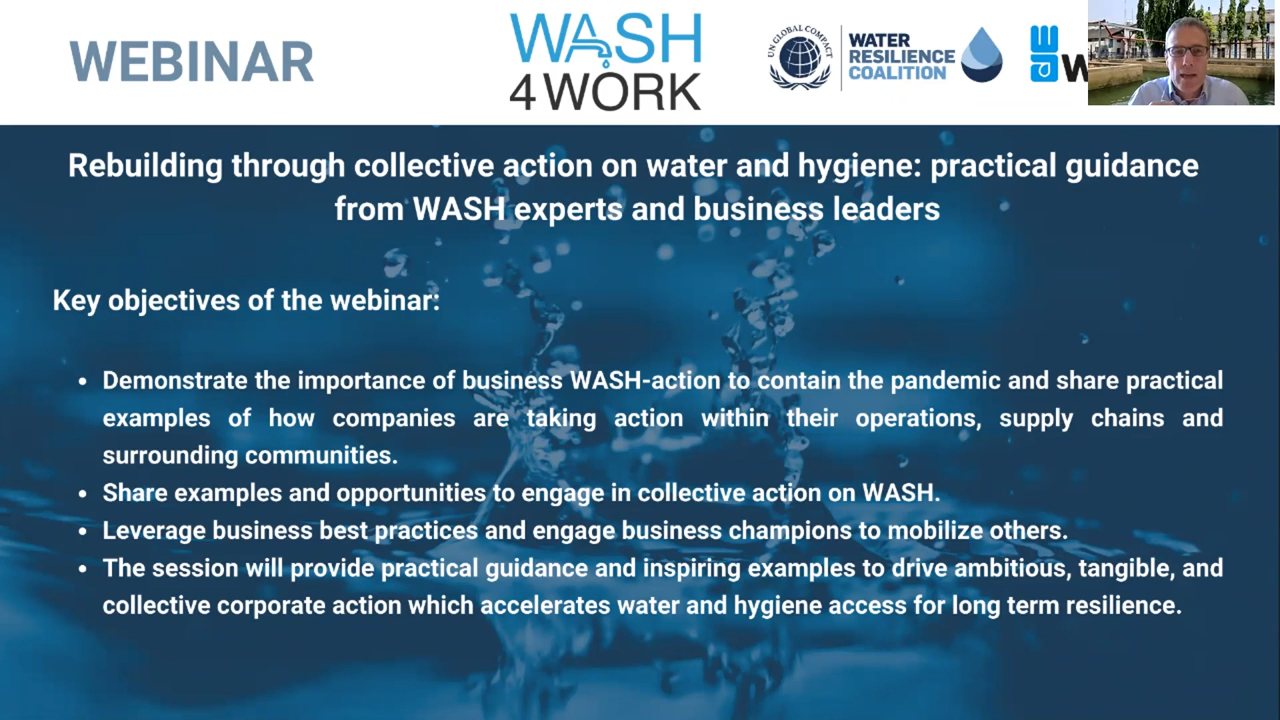 WEBINAR
WASH
4WORK
UN GLOBAL COMPACT
WATER
RESILIENCE
COALITION
W
Rebuilding through collective action on water and hygiene: practical guidance
from WASH experts and business leaders
Key objectives of the webinar:
• Demonstrate the importance of business WASH-action to contain the pandemic and share practical
examples of how companies are taking action within their operations, supply chains and
surrounding communities.
• Share examples and opportunities to engage in collective action on WASH.
• Leverage business best practices and engage business champions to mobilize others.
• The session will provide practical guidance and inspiring examples to drive ambitious, tangible, and
collective corporate action which accelerates water and hygiene access for long term resilience.